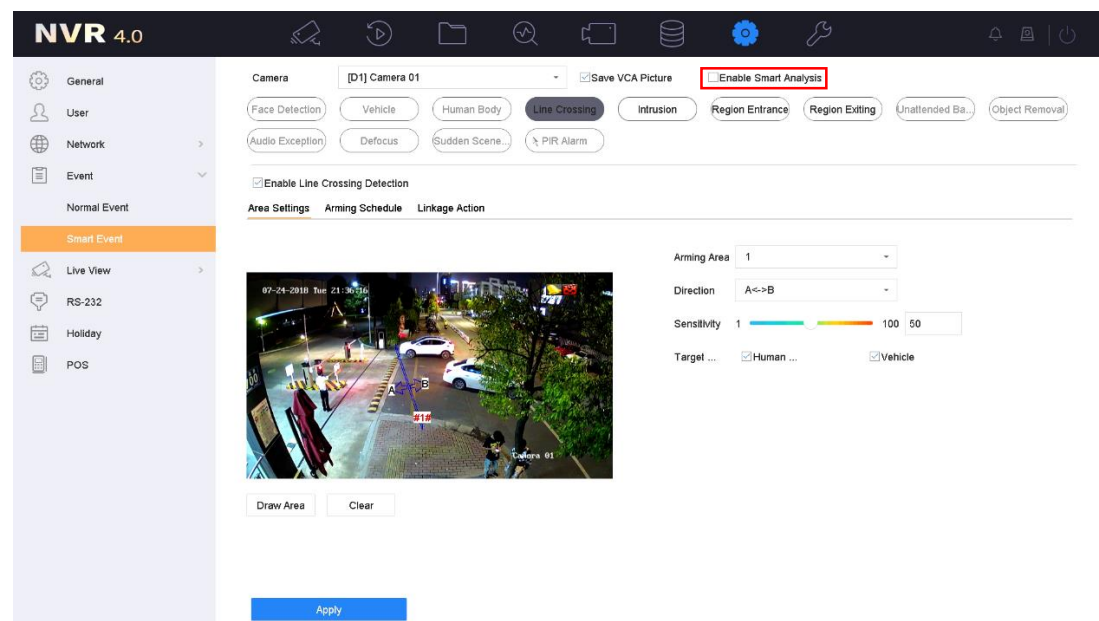 NVR 4.0
General
User
Network
Event
Normal Event
Smart Event
Live View
RS-232
Holiday
POS
Camera [D1] Camera 01 Save VCA Picture Enable Smart Analysis
Face Detection Vehicle Human Body Line Crossing Intrusion Region Entrance Region Exiting Unattended Ba... Object Removal
Audio Exception Defocus Sudden Scene... PIR Alarm
Enable Line Crossing Detection
Area Settings Arming Schedule Linkage Action
07-24-2018 Tue 21:36:16
A B
#1#
Camera 01
Draw Area Clear
Arming Area 1
Direction A<->B
Sensitivity 1 100 50
Target ... Human ... Vehicle
Apply